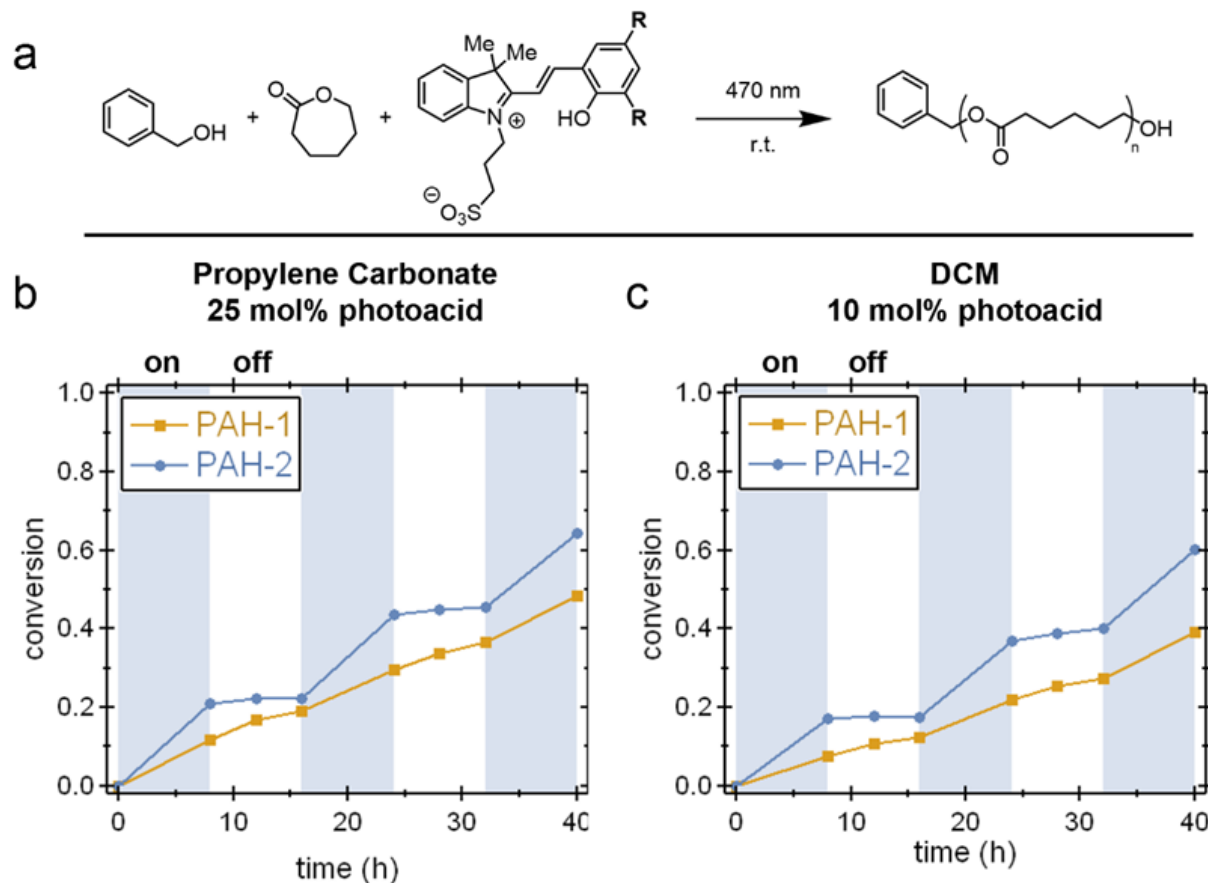 a
Me
Me
R
O
O
OH
+
+
N
⊕
HO
R
⊖
O3S
470 nm
r.t.
O
O
n
OH
b
Propylene Carbonate
25 mol% photoacid
on off
PAH-1
PAH-2
1.0
0.8
0.6
0.4
0.2
0.0
conversion
0 10 20 30 40
time (h)
c
DCM
10 mol% photoacid
on off
PAH-1
PAH-2
1.0
0.8
0.6
0.4
0.2
0.0
conversion
0 10 20 30 40
time (h)